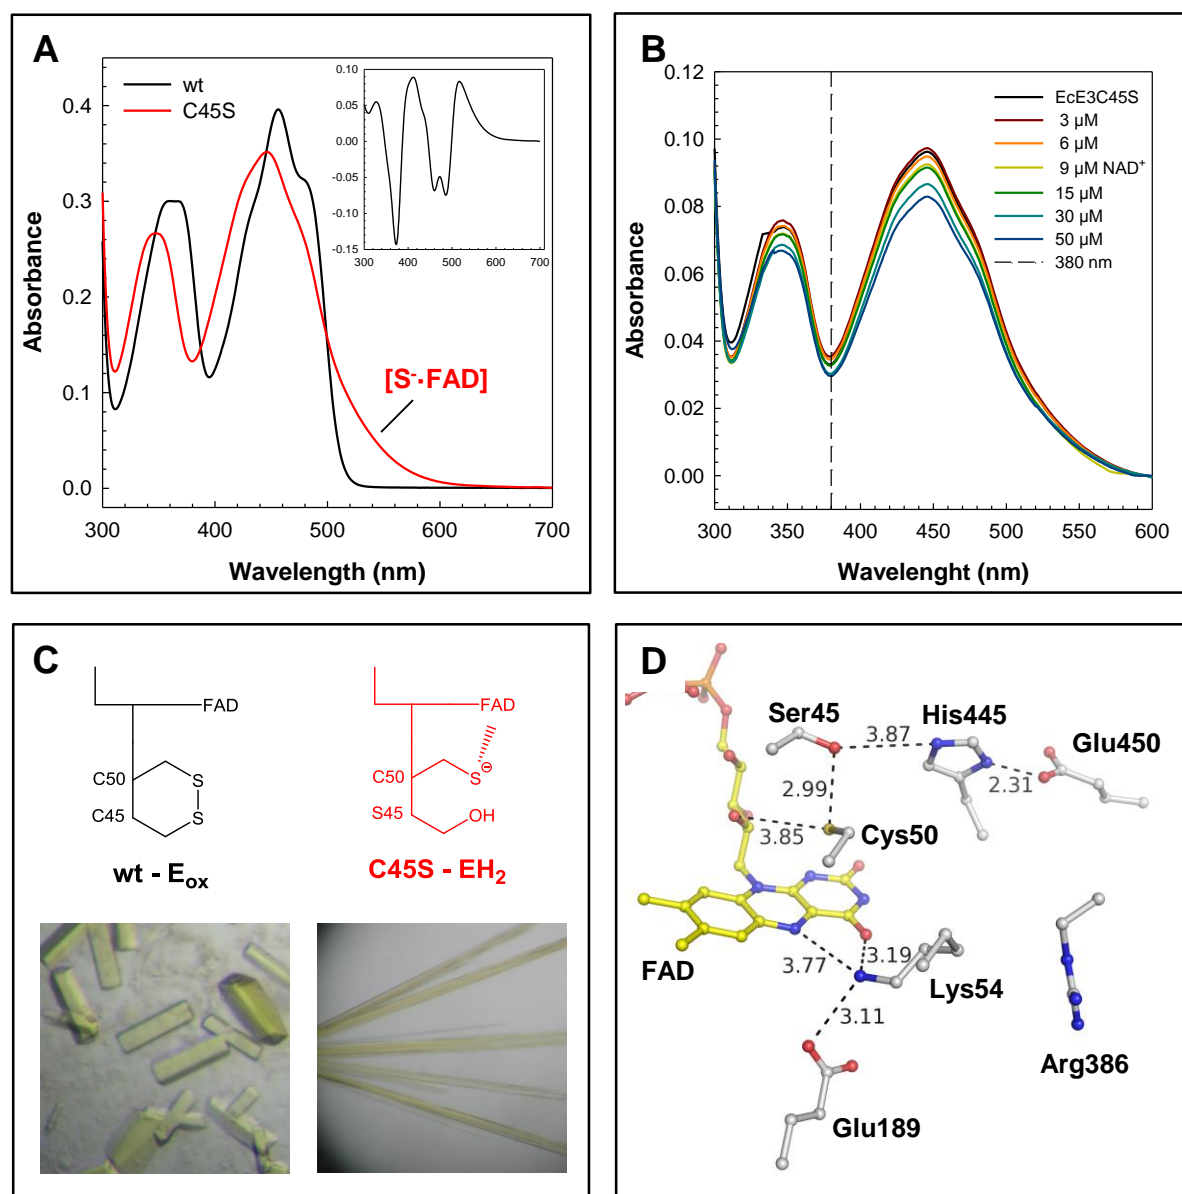 A
wt
C45S
0.10
0.05
0.00
-0.05
-0.10
-0.15
300 400 500 600 700
[S⁻·FAD]
0.4
0.3
0.2
0.1
0.0
Absorbance
300 400 500 600 700
Wavelength (nm)
B
EcE3C45S
3 µM
6 µM
9 µM NAD⁺
15 µM
30 µM
50 µM
380 nm
0.12
0.10
0.08
0.06
0.04
0.02
0.00
Absorbance
300 350 400 450 500 550 600
Wavelenght (nm)
C
FAD
C50
C45
S
S
wt - Eox
FAD
C50
S45
S
⊖
OH
C45S - EH₂
D
Ser45
His445
Glu450
3.87
2.31
2.99
3.85
Cys50
FAD
3.77
3.19
Lys54
3.11
Arg386
Glu189